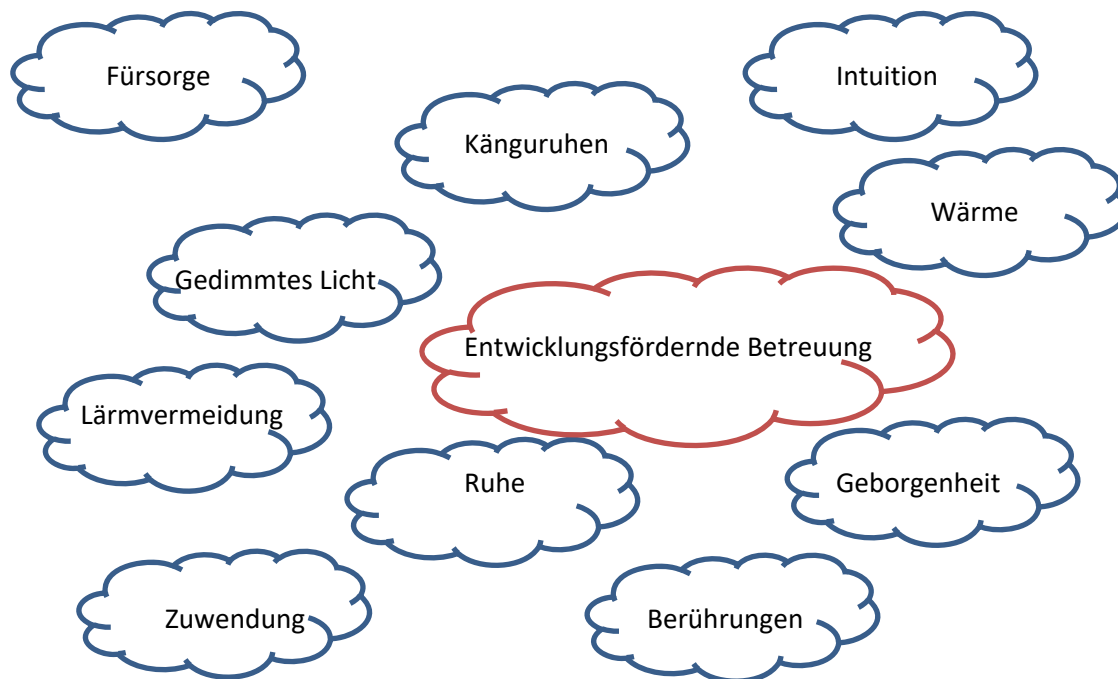 Fürsorge
Intuition
Känguruhen
Wärme
Gedimmtes Licht
Entwicklungsfördernde Betreuung
Lärmvermeidung
Ruhe
Geborgenheit
Zuwendung
Berührungen